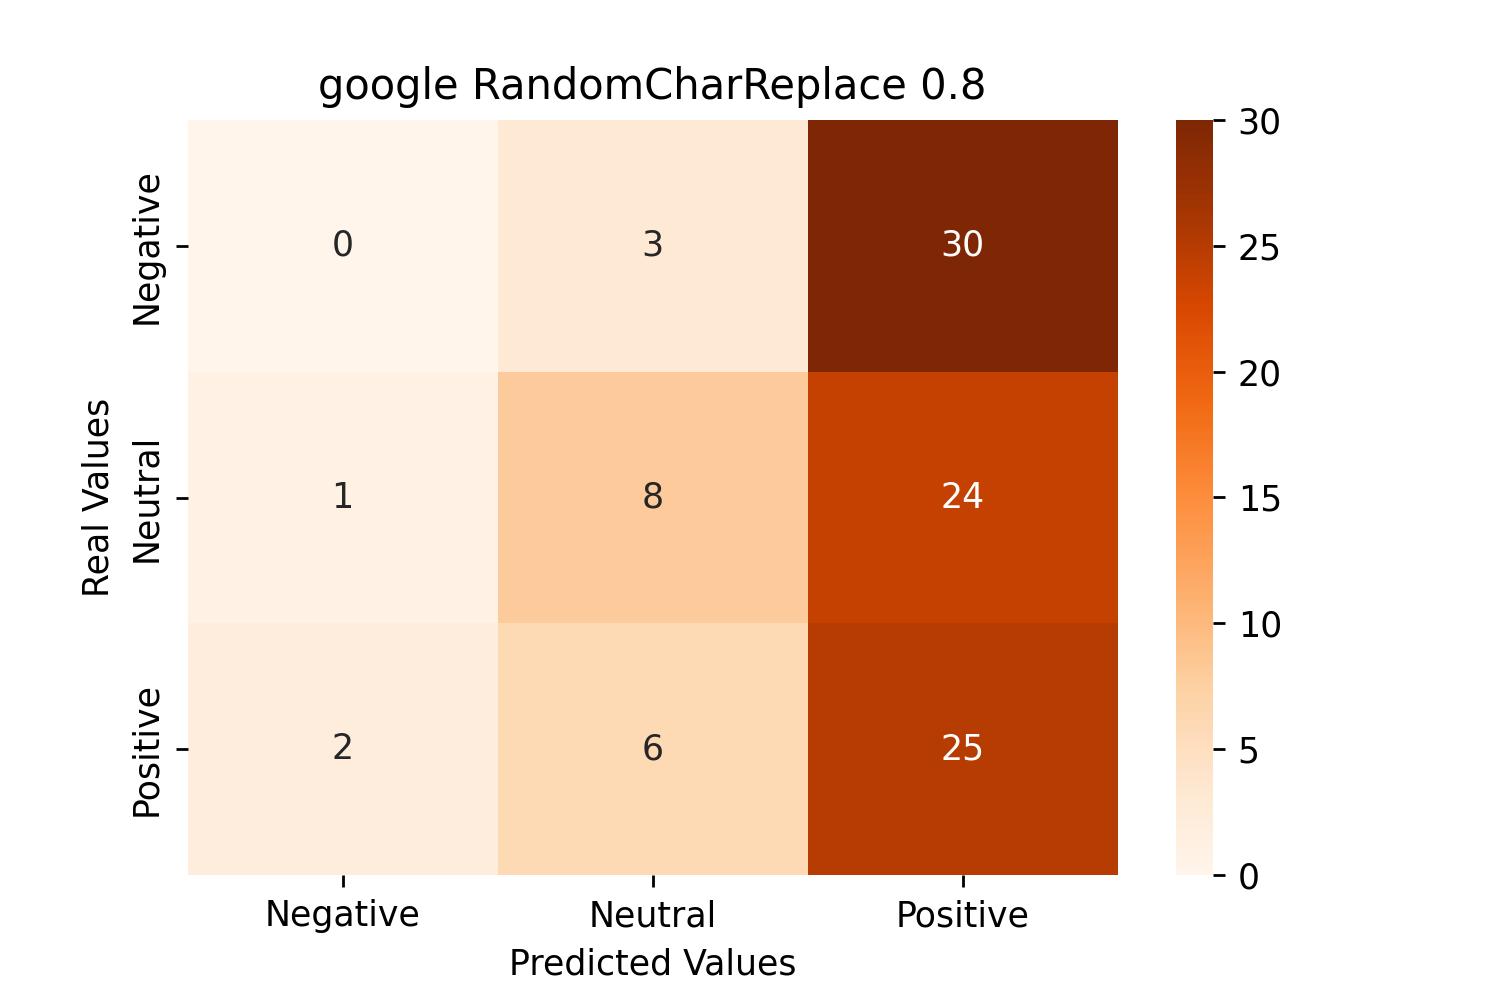 google RandomCharReplace 0.8
Real Values
Negative
0 3 30
Neutral
1 8 24
Positive
2 6 25
Negative Neutral Positive
Predicted Values
30
25
20
15
10
5
0